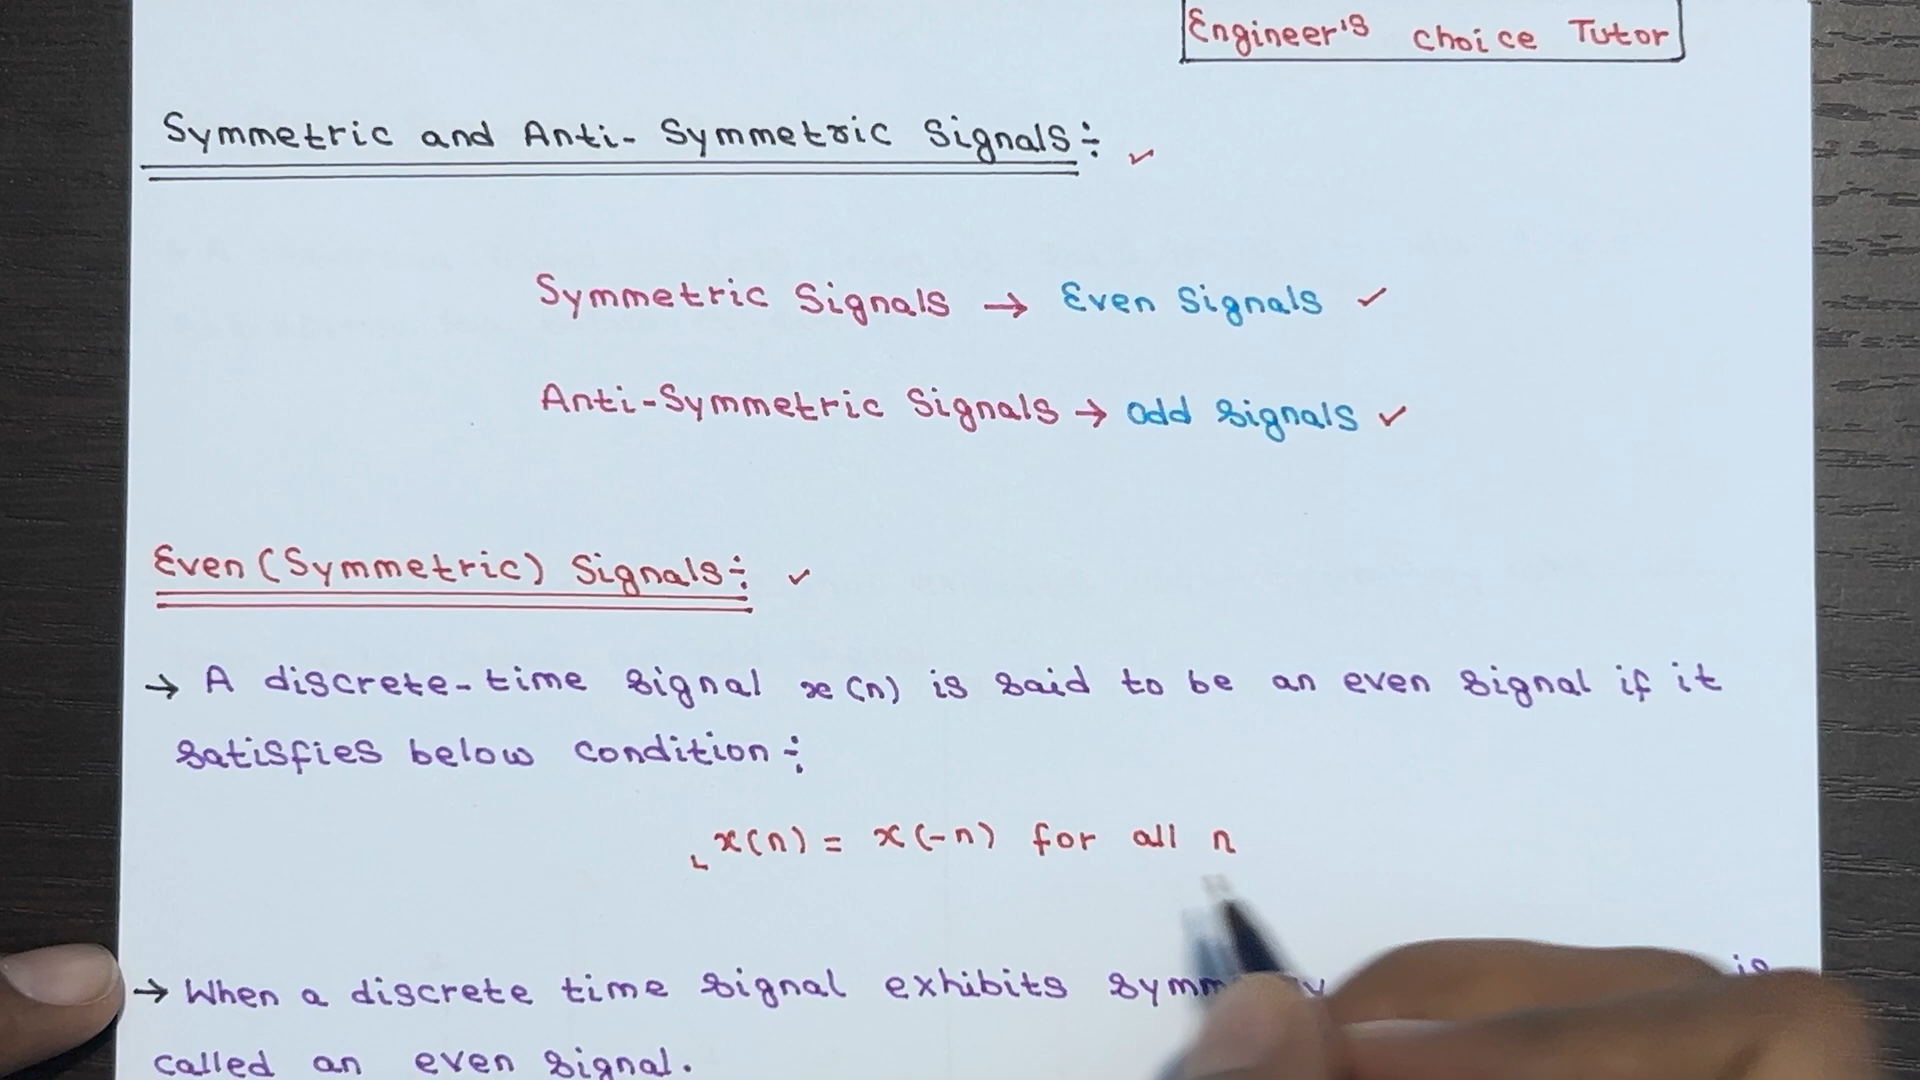 Engineer's choice Tutor
Symmetric and Anti-Symmetric Signals:
Symmetric Signals → Even Signals ✓
Anti-Symmetric Signals → odd signals ✓
Even (Symmetric) Signals: ✓
→ A discrete-time signal x(n) is said to be an even signal if it
satisfies below condition:
x(n) = x(-n) for all n
→ When a discrete time signal exhibits is
called an even signal.